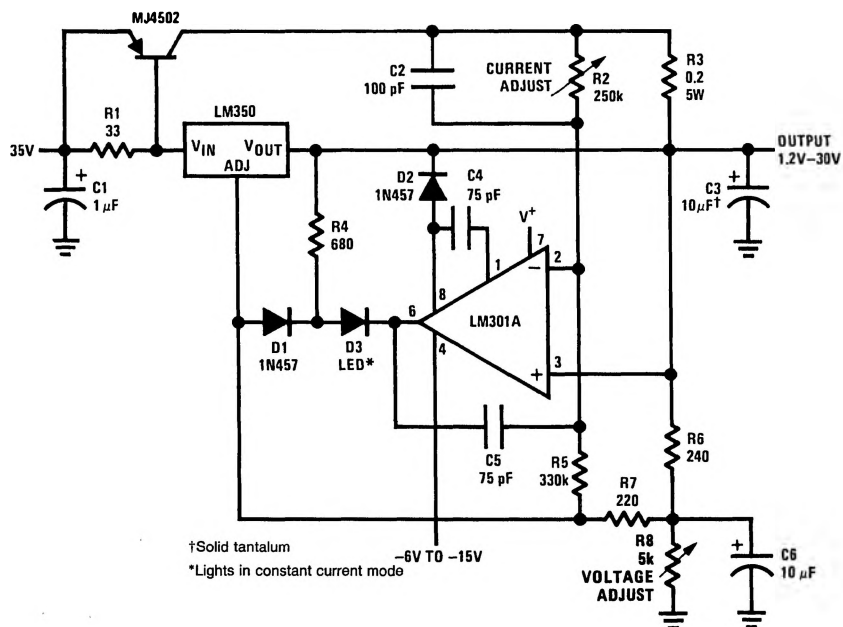 MJ4502
C2
100 pF
CURRENT
ADJUST
R2
250k
R3
0.2
5W
R1
33
LM350
VIN
VOUT
ADJ
35V
OUTPUT
1.2V–30V
C1
1 μF
+
D2
1N457
C4
75 pF
V+
C3
10μF†
+
R4
680
7
1
2
−
8
6
LM301A
4
3
+
D1
1N457
D3
LED*
C5
75 pF
R5
330k
R6
240
R7
220
†Solid tantalum
*Lights in constant current mode
−6V TO −15V
R8
5k
VOLTAGE
ADJUST
+
C6
10 μF